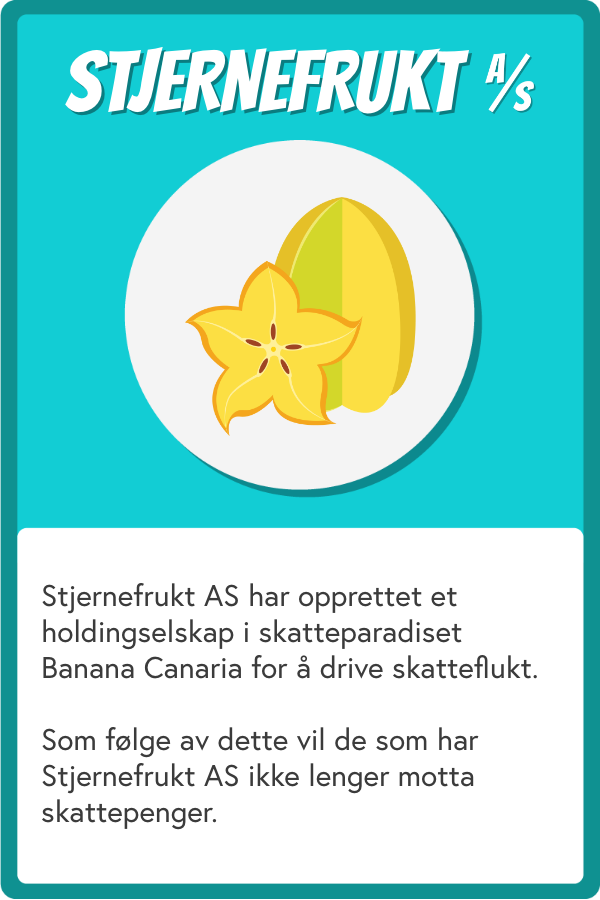 STJERNEFRUKT A/S
Stjernefrukt AS har opprettet et
holdingselskap i skatteparadiset
Banana Canaria for å drive skatteflukt.
Som følge av dette vil de som har
Stjernefrukt AS ikke lenger motta
skattepenger.